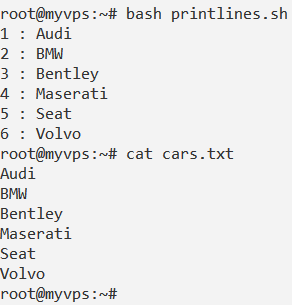 root@myvps:~# bash printlines.sh
1 : Audi
2 : BMW
3 : Bentley
4 : Maserati
5 : Seat
6 : Volvo
root@myvps:~# cat cars.txt
Audi
BMW
Bentley
Maserati
Seat
Volvo
root@myvps:~#